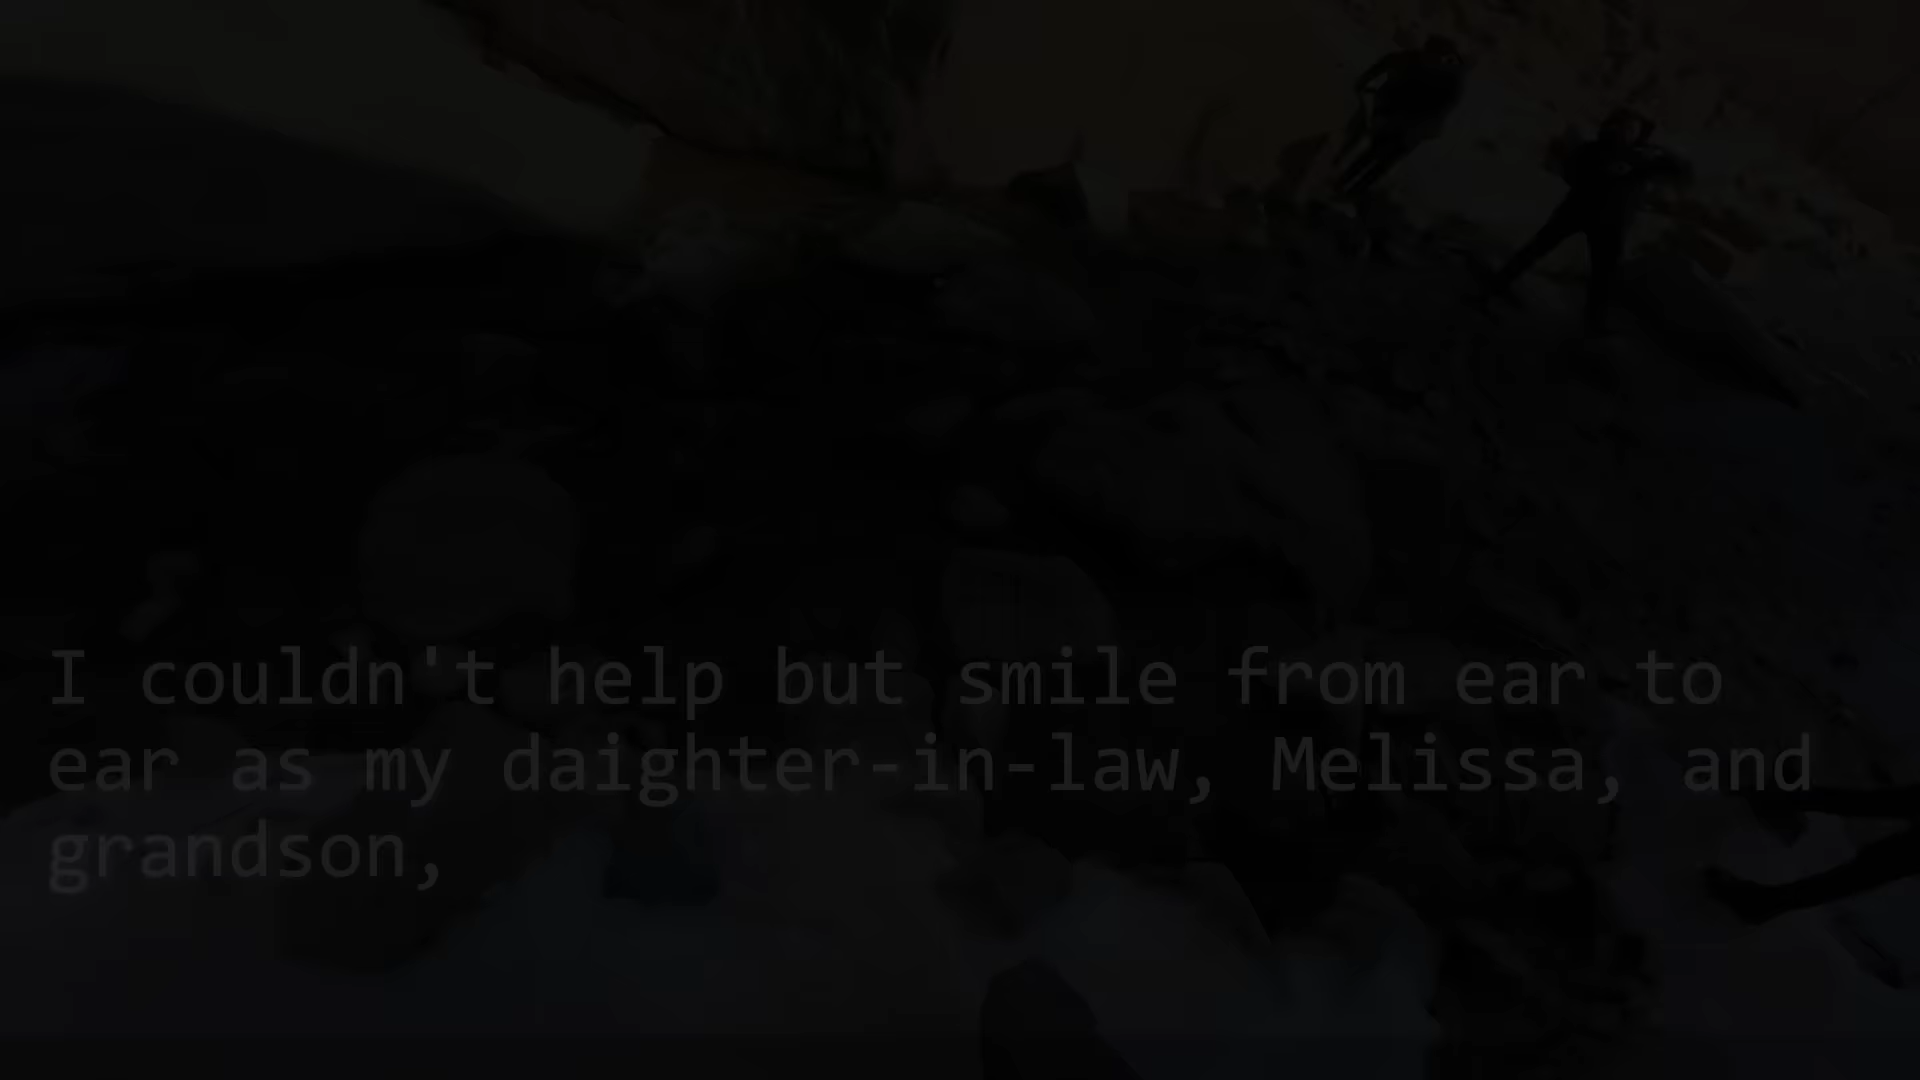 I couldn't help but smile from ear to
ear as my daighter-in-law, Melissa, and
grandson,